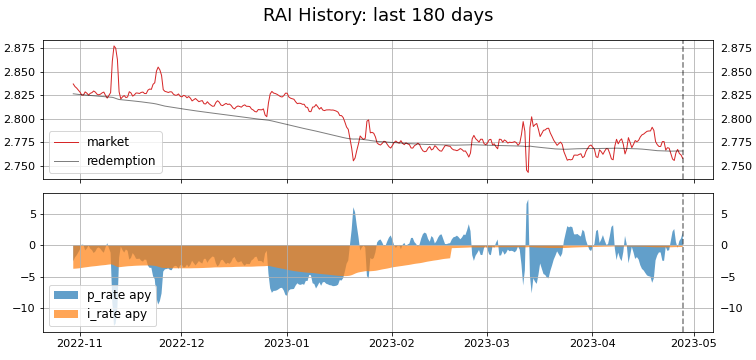 RAI History: last 180 days
2.875 2.875
2.850 2.850
2.825 2.825
2.800 2.800
2.775 2.775
2.750 2.750
market
redemption
5 5
0 0
−5 −5
−10 −10
p_rate apy
i_rate apy
2022-11 2022-12 2023-01 2023-02 2023-03 2023-04 2023-05